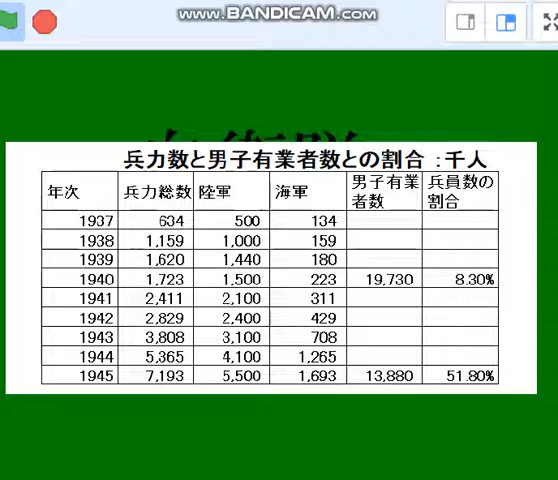 www.BANDICAM.com
兵力数と男子有業者数との割合 :千人
年次 兵力総数 陸軍 海軍 男子有業者数 兵員数の割合
1937 634 500 134
1938 1,159 1,000 159
1939 1,620 1,440 180
1940 1,723 1,500 223 19,730 8.30%
1941 2,411 2,100 311
1942 2,829 2,400 429
1943 3,808 3,100 708
1944 5,365 4,100 1,265
1945 7,193 5,500 1,693 13,880 51.80%